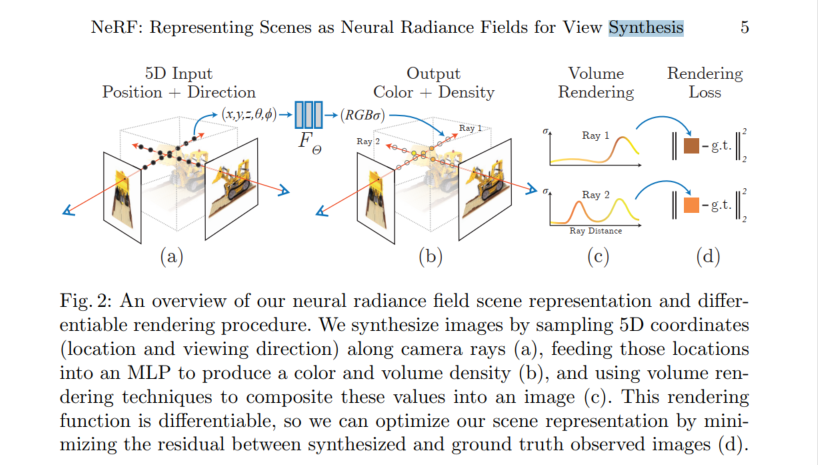 NeRF: Representing Scenes as Neural Radiance Fields for View Synthesis 5
5D Input
Position + Direction
Output
Color + Density
Volume
Rendering
Rendering
Loss
(x,y,z,θ,ϕ)
F_Θ
(RGBσ)
Ray 1
Ray 2
σ
Ray 1
‖ - g.t. ‖₂²
σ
Ray 2
Ray Distance
‖ - g.t. ‖₂²
(a)
(b)
(c)
(d)
Fig. 2: An overview of our neural radiance field scene representation and differ-
entiable rendering procedure. We synthesize images by sampling 5D coordinates
(location and viewing direction) along camera rays (a), feeding those locations
into an MLP to produce a color and volume density (b), and using volume ren-
dering techniques to composite these values into an image (c). This rendering
function is differentiable, so we can optimize our scene representation by mini-
mizing the residual between synthesized and ground truth observed images (d).